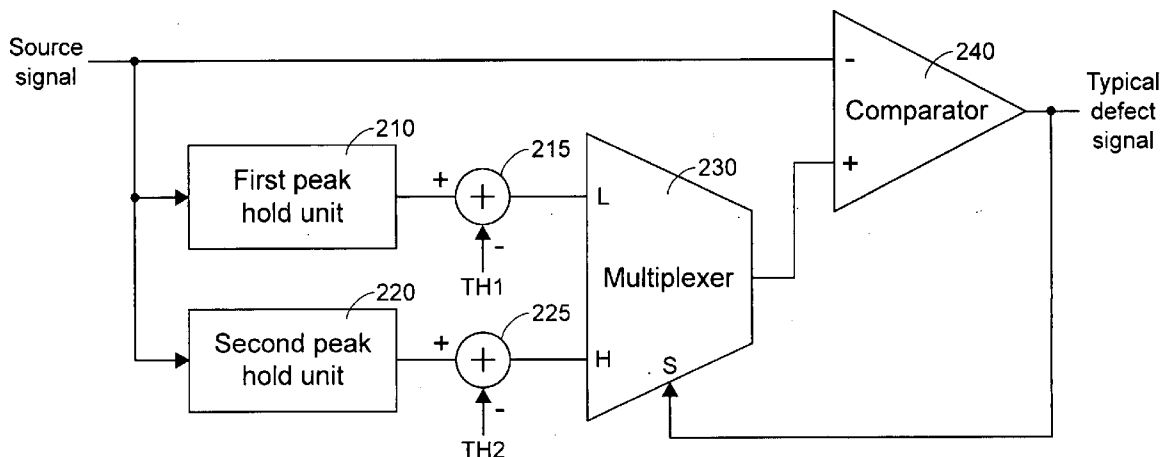 Source
signal
210
First peak
hold unit
+
215
-
TH1
220
Second peak
hold unit
+
225
-
TH2
L
230
Multiplexer
H
S
-
240
Comparator
+
Typical
defect
signal